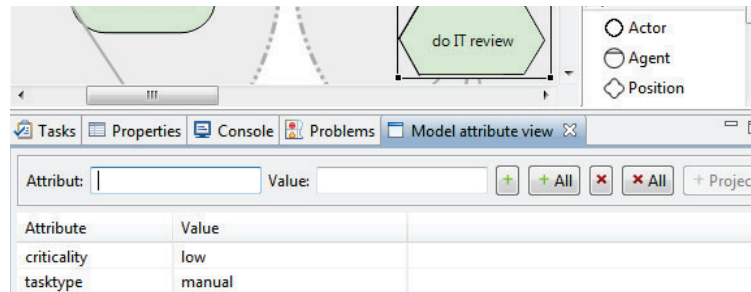 do IT review
Actor
Agent
Position
Tasks Properties Console Problems Model attribute view
Attribut: Value: + + All × × All + Projec
Attribute Value
criticality low
tasktype manual